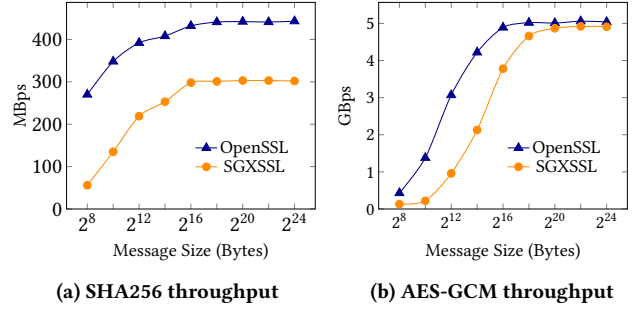 400
300
200
100
0
MBps
OpenSSL
SGXSSL
2^8 2^12 2^16 2^20 2^24
Message Size (Bytes)
(a) SHA256 throughput
5
4
3
2
1
0
GBps
OpenSSL
SGXSSL
2^8 2^12 2^16 2^20 2^24
Message Size (Bytes)
(b) AES-GCM throughput